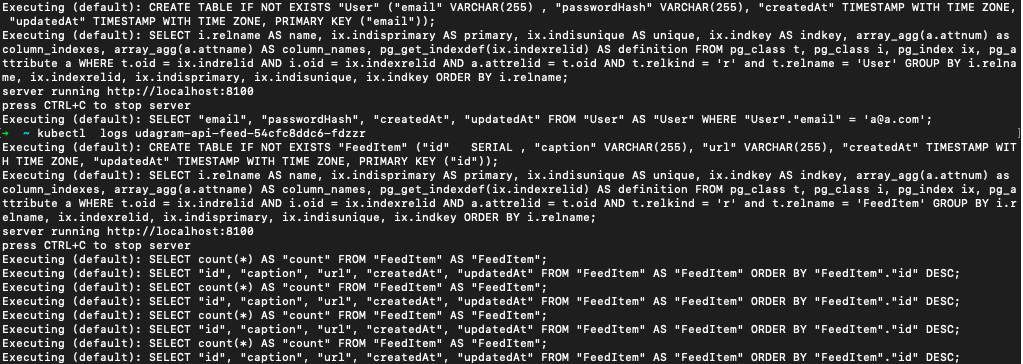 Executing (default): CREATE TABLE IF NOT EXISTS "User" ("email" VARCHAR(255) , "passwordHash" VARCHAR(255), "createdAt" TIMESTAMP WITH TIME ZONE,
"updatedAt" TIMESTAMP WITH TIME ZONE, PRIMARY KEY ("email"));
Executing (default): SELECT i.relname AS name, ix.indisprimary AS primary, ix.indisunique AS unique, ix.indkey AS indkey, array_agg(a.attnum) as
column_indexes, array_agg(a.attname) AS column_names, pg_get_indexdef(ix.indexrelid) AS definition FROM pg_class t, pg_class i, pg_index ix, pg_a
ttribute a WHERE t.oid = ix.indrelid AND i.oid = ix.indexrelid AND a.attrelid = t.oid AND t.relkind = 'r' and t.relname = 'User' GROUP BY i.relna
me, ix.indexrelid, ix.indisprimary, ix.indisunique, ix.indkey ORDER BY i.relname;
server running http://localhost:8100
press CTRL+C to stop server
Executing (default): SELECT "email", "passwordHash", "createdAt", "updatedAt" FROM "User" AS "User" WHERE "User"."email" = 'a@a.com';
[→ ~ kubectl  logs udagram-api-feed-54cfc8ddc6-fdzzr ]
Executing (default): CREATE TABLE IF NOT EXISTS "FeedItem" ("id"   SERIAL , "caption" VARCHAR(255), "url" VARCHAR(255), "createdAt" TIMESTAMP WIT
H TIME ZONE, "updatedAt" TIMESTAMP WITH TIME ZONE, PRIMARY KEY ("id"));
Executing (default): SELECT i.relname AS name, ix.indisprimary AS primary, ix.indisunique AS unique, ix.indkey AS indkey, array_agg(a.attnum) as
column_indexes, array_agg(a.attname) AS column_names, pg_get_indexdef(ix.indexrelid) AS definition FROM pg_class t, pg_class i, pg_index ix, pg_a
ttribute a WHERE t.oid = ix.indrelid AND i.oid = ix.indexrelid AND a.attrelid = t.oid AND t.relkind = 'r' and t.relname = 'FeedItem' GROUP BY i.r
elname, ix.indexrelid, ix.indisprimary, ix.indisunique, ix.indkey ORDER BY i.relname;
server running http://localhost:8100
press CTRL+C to stop server
Executing (default): SELECT count(*) AS "count" FROM "FeedItem" AS "FeedItem";
Executing (default): SELECT "id", "caption", "url", "createdAt", "updatedAt" FROM "FeedItem" AS "FeedItem" ORDER BY "FeedItem"."id" DESC;
Executing (default): SELECT count(*) AS "count" FROM "FeedItem" AS "FeedItem";
Executing (default): SELECT "id", "caption", "url", "createdAt", "updatedAt" FROM "FeedItem" AS "FeedItem" ORDER BY "FeedItem"."id" DESC;
Executing (default): SELECT count(*) AS "count" FROM "FeedItem" AS "FeedItem";
Executing (default): SELECT "id", "caption", "url", "createdAt", "updatedAt" FROM "FeedItem" AS "FeedItem" ORDER BY "FeedItem"."id" DESC;
Executing (default): SELECT count(*) AS "count" FROM "FeedItem" AS "FeedItem";
Executing (default): SELECT "id", "caption", "url", "createdAt", "updatedAt" FROM "FeedItem" AS "FeedItem" ORDER BY "FeedItem"."id" DESC;